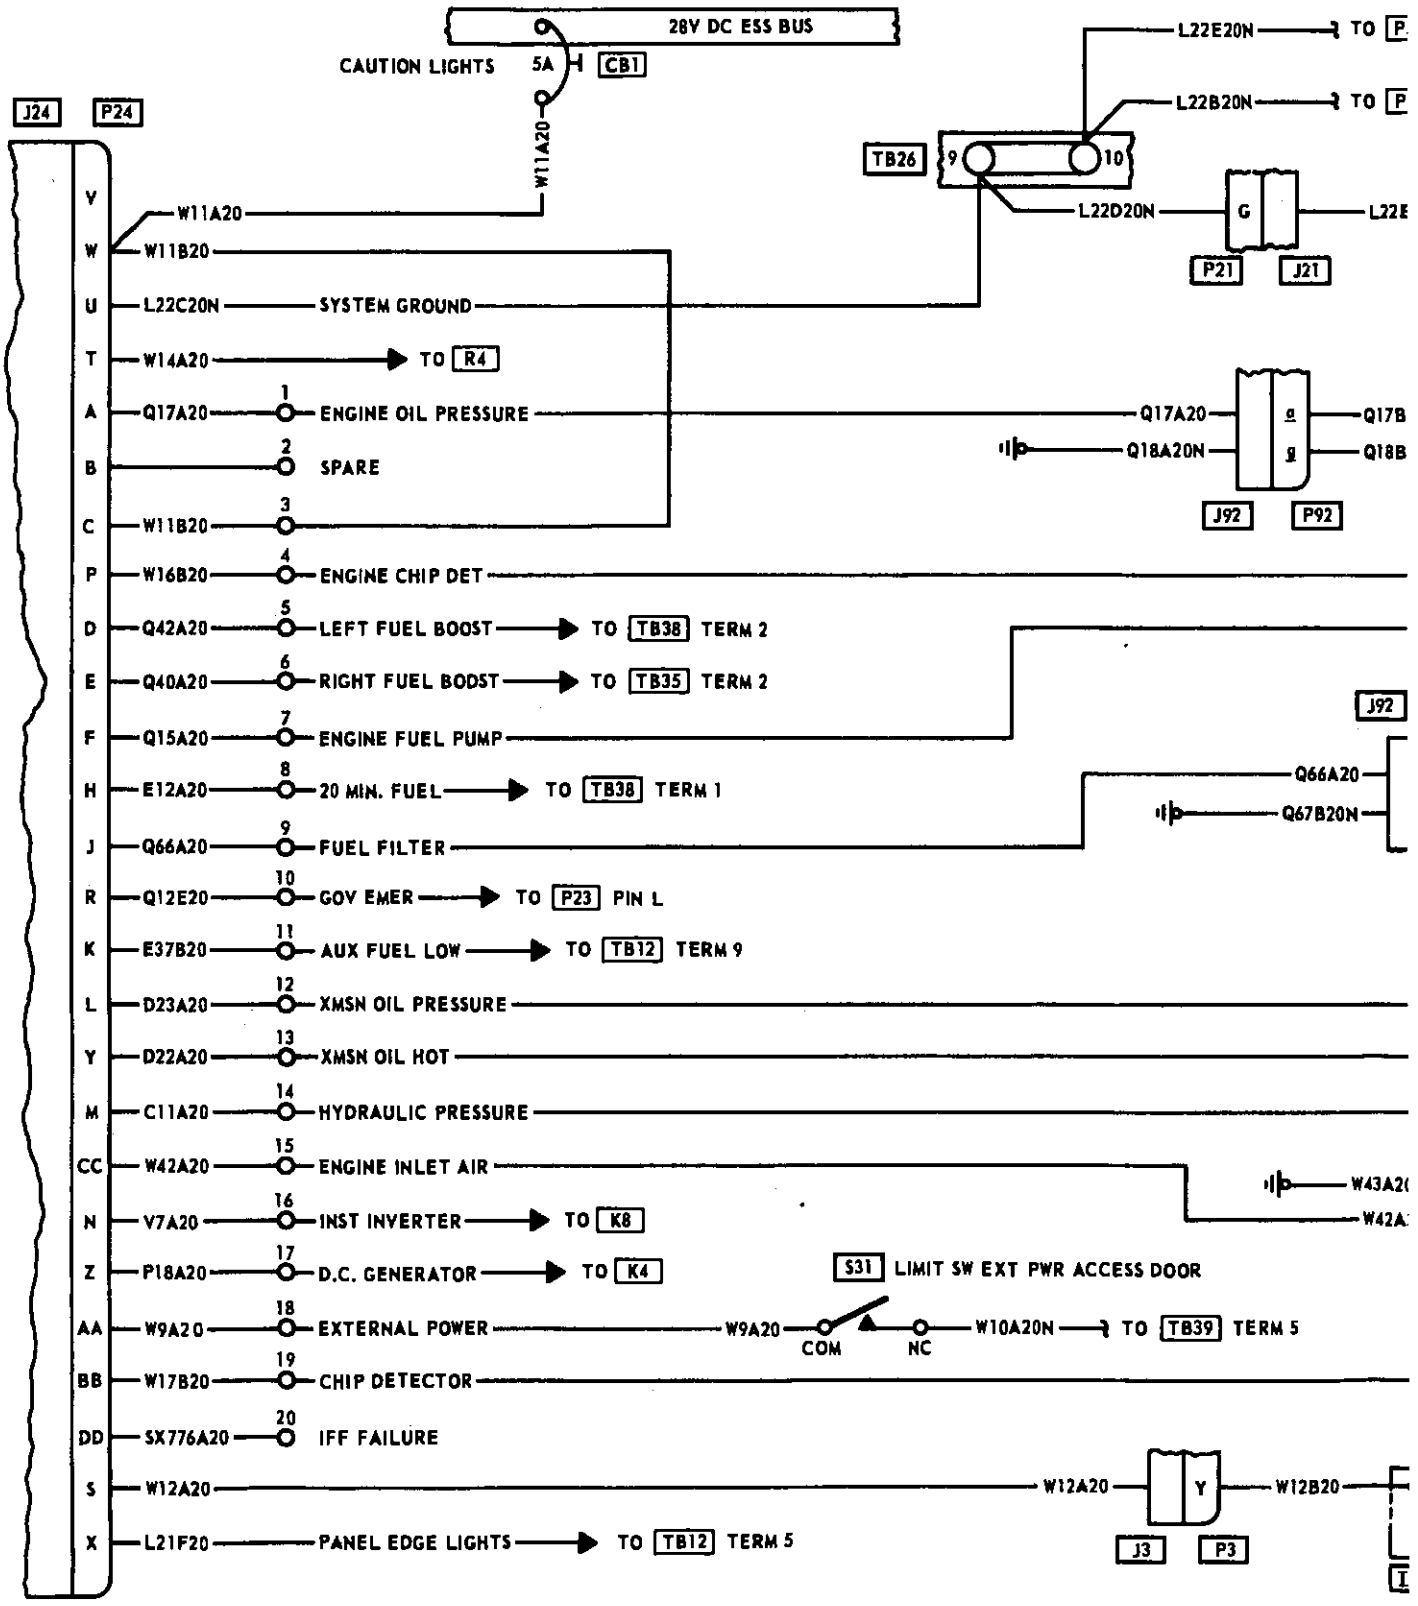 28V DC ESS BUS
CAUTION LIGHTS 5A CB1
W11A20
L22E20N TO P
L22B20N TO P
J24 P24
TB26 9 10
V
W11A20
L22D20N G L22E
P21 J21
W W11B20
U L22C20N SYSTEM GROUND
T W14A20 TO R4
1
A Q17A20 ENGINE OIL PRESSURE Q17A20 a Q17B
Q18A20N g Q18B
2
B SPARE
3
C W11B20
J92 P92
4
P W16B20 ENGINE CHIP DET
5
D Q42A20 LEFT FUEL BOOST TO TB38 TERM 2
6
E Q40A20 RIGHT FUEL BODST TO TB35 TERM 2
J92
7
F Q15A20 ENGINE FUEL PUMP
Q66A20
8
H E12A20 20 MIN. FUEL TO TB38 TERM 1
Q67B20N
9
J Q66A20 FUEL FILTER
10
R Q12E20 GOV EMER TO P23 PIN L
11
K E37B20 AUX FUEL LOW TO TB12 TERM 9
12
L D23A20 XMSN OIL PRESSURE
13
Y D22A20 XMSN OIL HOT
14
M C11A20 HYDRAULIC PRESSURE
15
CC W42A20 ENGINE INLET AIR
W43A20
16
N V7A20 INST INVERTER TO K8
W42A
17
Z P18A20 D.C. GENERATOR TO K4
S31 LIMIT SW EXT PWR ACCESS DOOR
18
AA W9A20 EXTERNAL POWER W9A20 W10A20N TO TB39 TERM 5
COM NC
19
BB W17B20 CHIP DETECTOR
20
DD SX776A20 IFF FAILURE
S W12A20 W12A20 Y W12B20
X L21F20 PANEL EDGE LIGHTS TO TB12 TERM 5
J3 P3
I